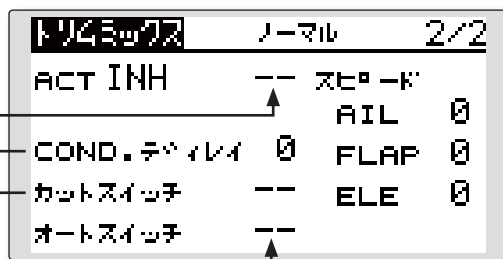 トリムミックス ノーマル 2/2
ACT INH -- スピード
AIL 0
COND.ディレイ 0 FLAP 0
カットスイッチ -- ELE 0
オートスイッチ --